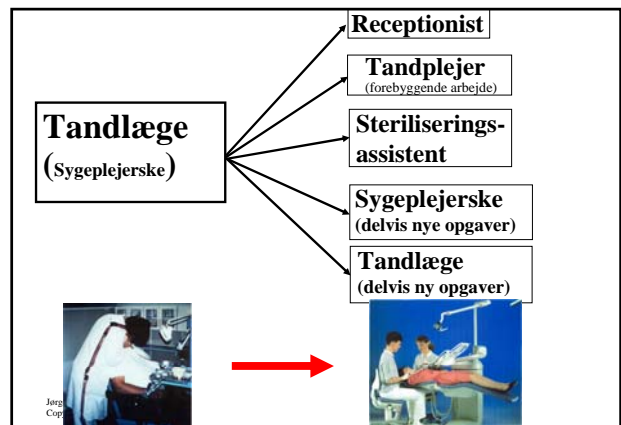 Receptionist
Tandplejer
(forebyggende arbejde)
Tandlæge
(Sygeplejerske)
Steriliserings-
assistent
Sygeplejerske
(delvis nye opgaver)
Tandlæge
(delvis ny opgaver)